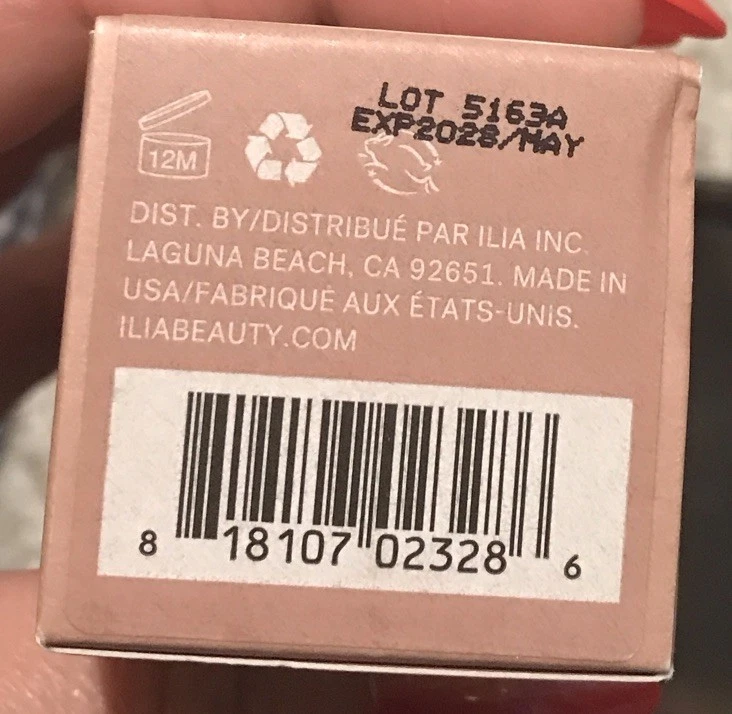 LOT 5163A
EXP2028/MAY
12M
DIST. BY/DISTRIBUÉ PAR ILIA INC.
LAGUNA BEACH, CA 92651. MADE IN
USA/FABRIQUÉ AUX ÉTATS-UNIS.
ILIABEAUTY.COM
8 18107 02328 6